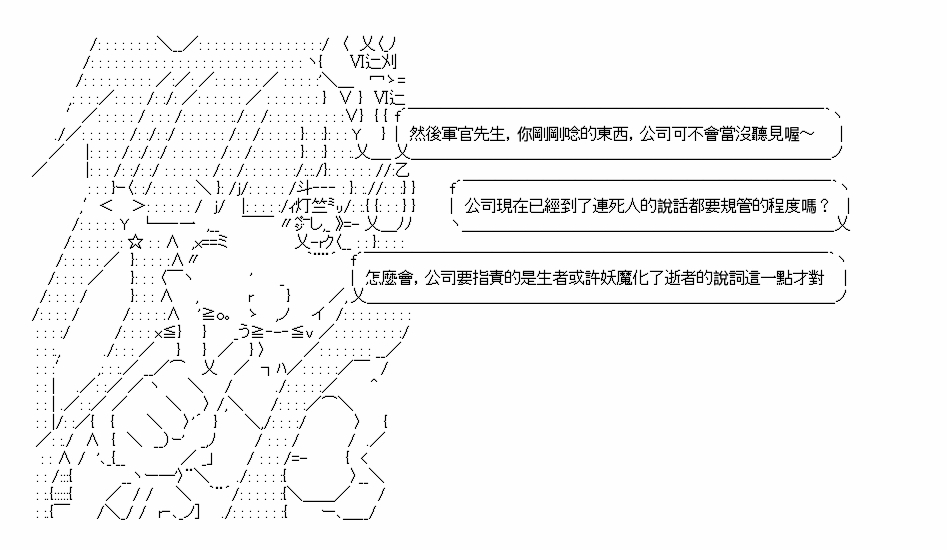 然後軍官先生，你剛剛唸的東西，公司可不會當沒聽見喔～
公司現在已經到了連死人的說話都要規管的程度嗎？
怎麼會，公司要指責的是生者或許妖魔化了逝者的說詞這一點才對